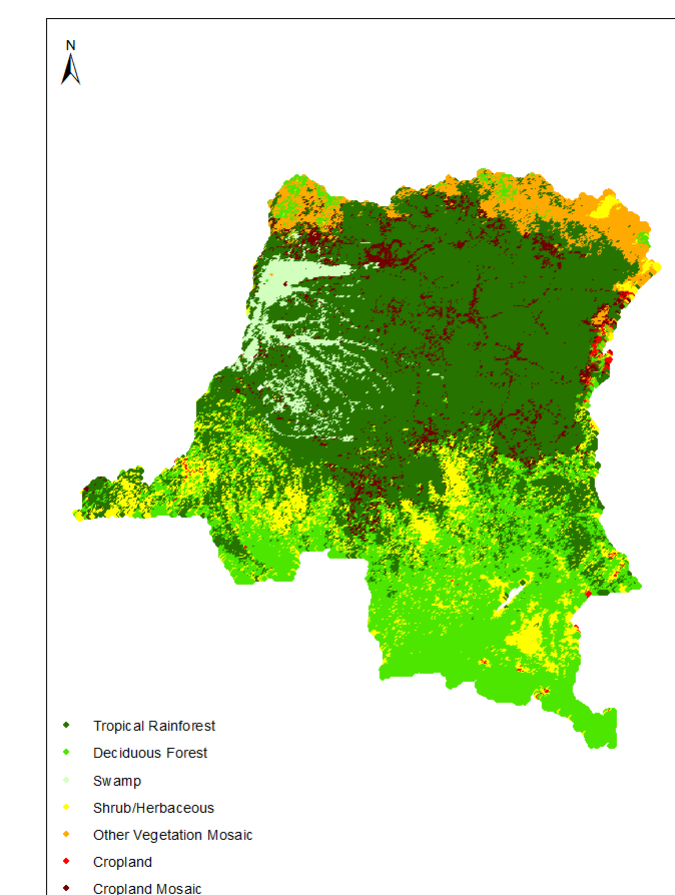 N
Tropical Rainforest
Deciduous Forest
Swamp
Shrub/Herbaceous
Other Vegetation Mosaic
Cropland
Cropland Mosaic